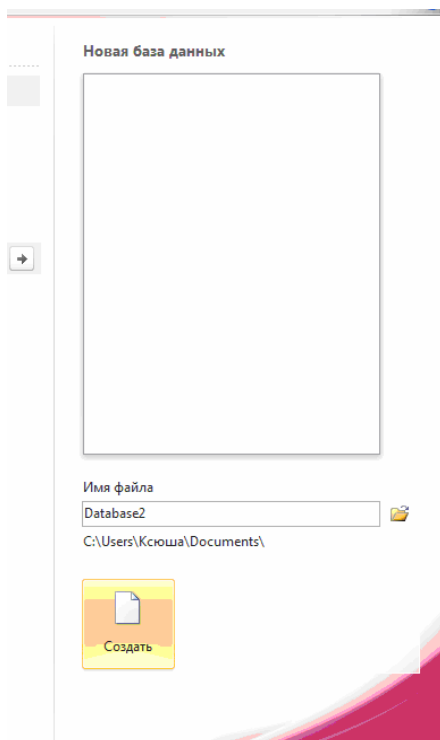 Новая база данных
Имя файла
Database2
C:\Users\Ксюша\Documents\
Создать